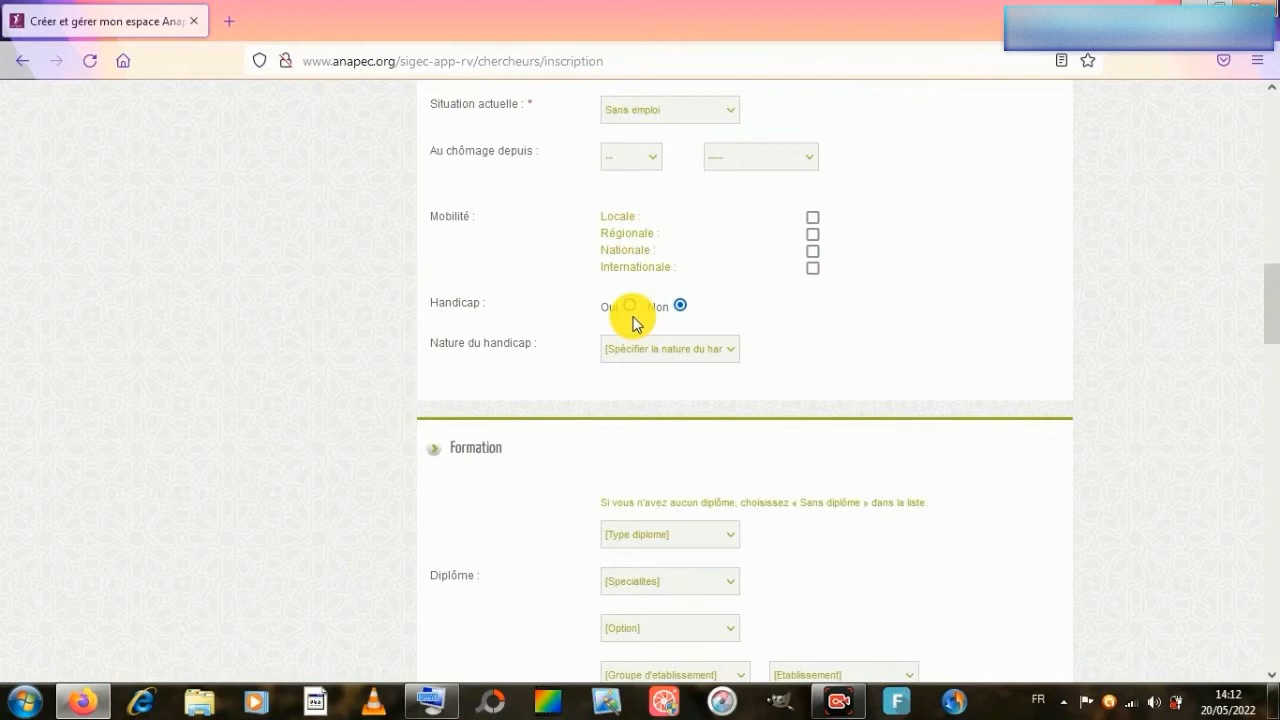 Créer et gérer mon espace Anap
www.anapec.org/sigec-app-rv/chercheurs/inscription
Situation actuelle : * Sans emploi
Au chômage depuis : -- -----
Mobilité : Locale :
Régionale :
Nationale :
Internationale :
Handicap : Oui Non
Nature du handicap : [Spécifier la nature du har
Formation
Si vous n'avez aucun diplôme, choisissez « Sans diplôme » dans la liste.
[Type diplome]
Diplôme : [Specialites]
[Option]
[Groupe d'etablissement] [Etablissement]
FR 14:12
20/05/2022